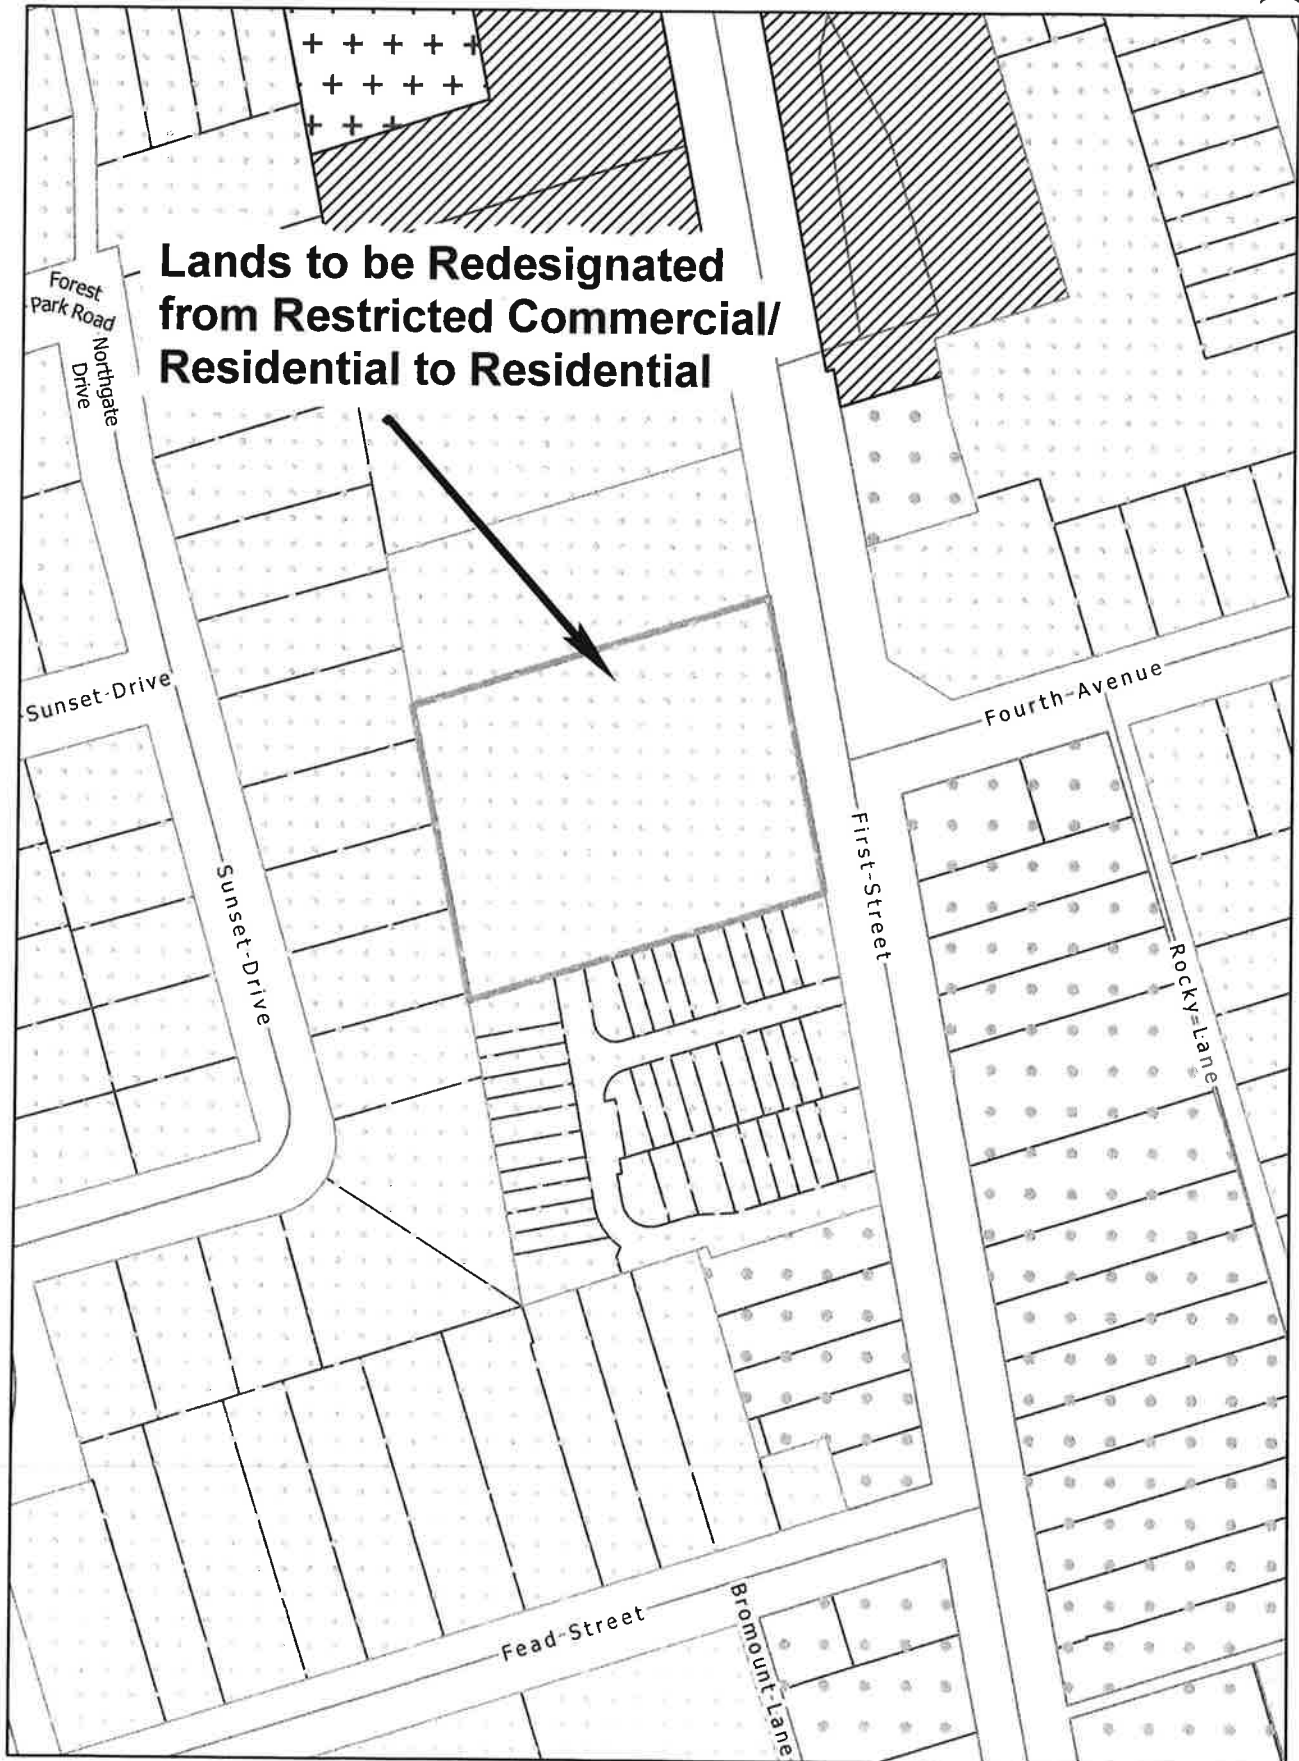 Lands to be Redesignated
from Restricted Commercial/
Residential to Residential
Forest
Park Road
Northgate
Drive
Sunset-Drive
Fourth-Avenue
First-Street
Sunset-Drive
Rocky=Lane
Fead-Street
Bromount-Lane